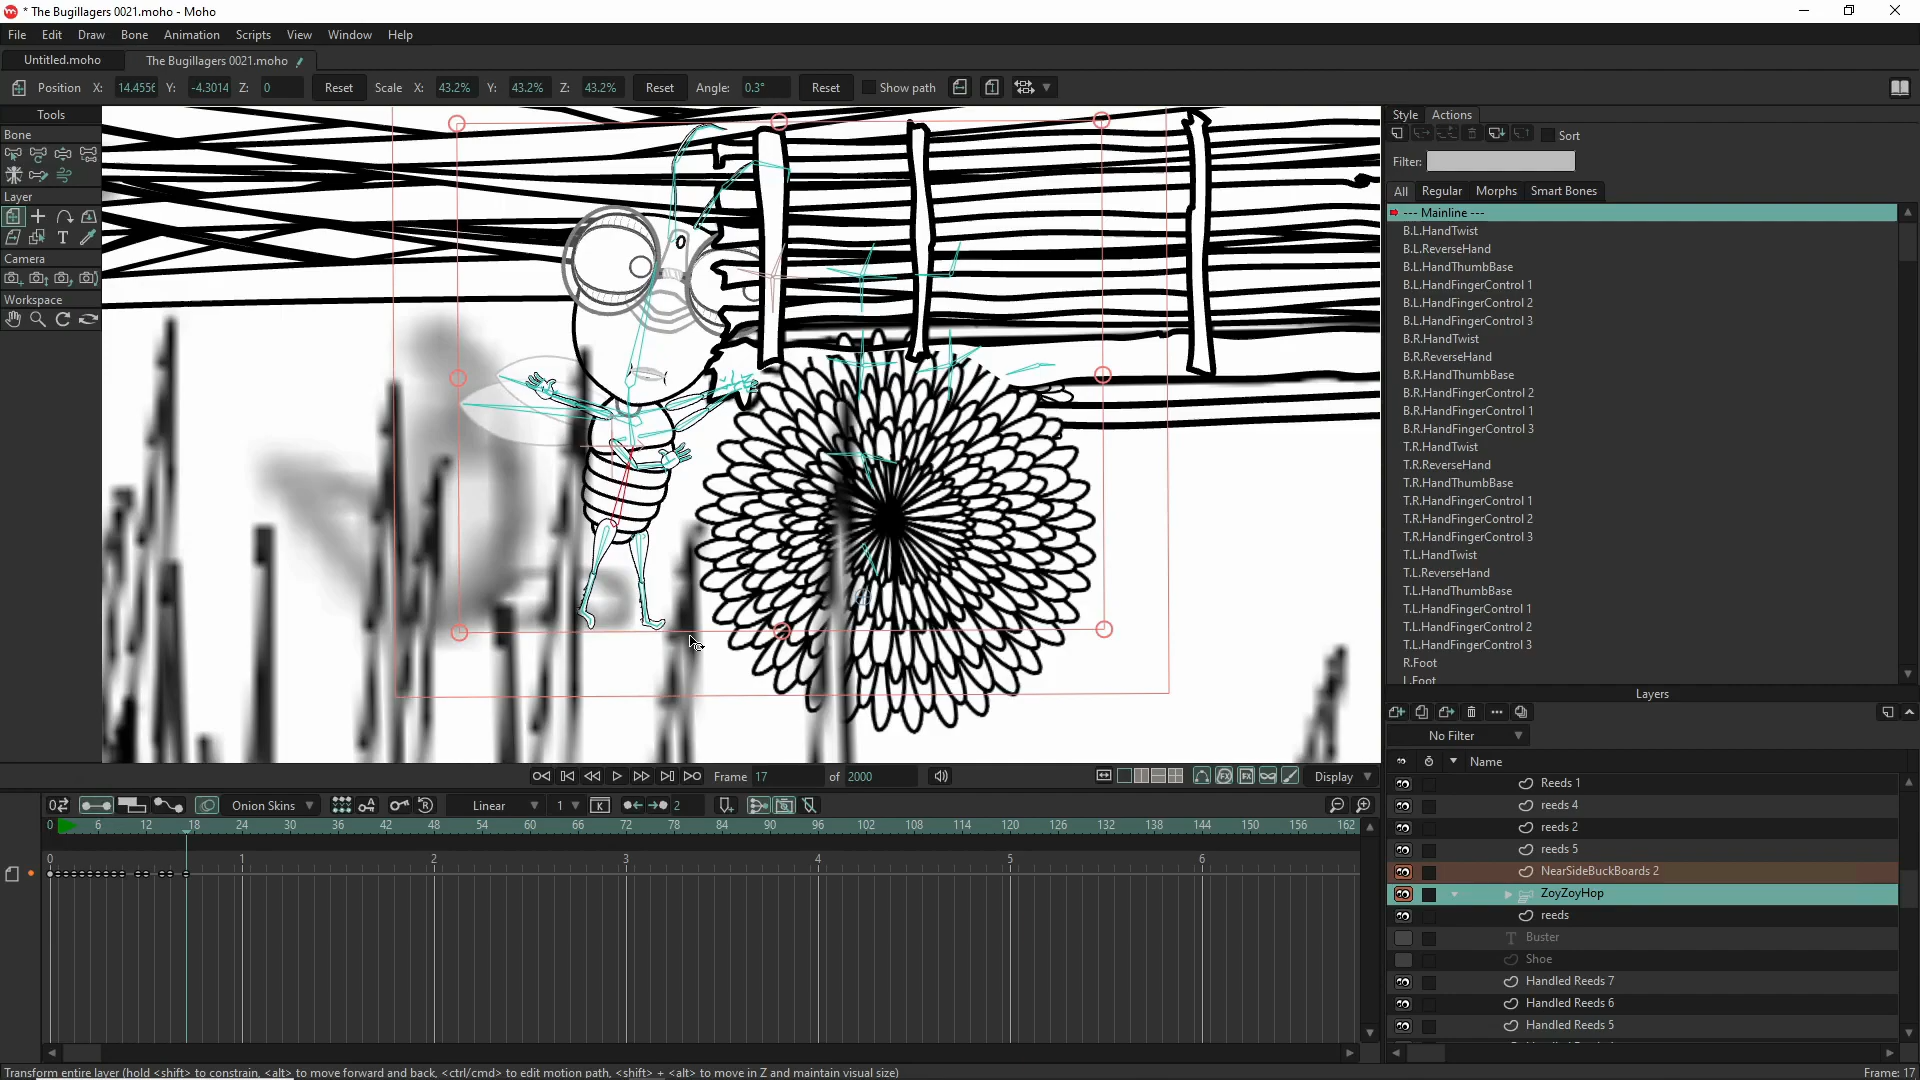 * The Bugillagers 0021.moho - Moho
File Edit Draw Bone Animation Scripts View Window Help
Untitled.moho The Bugillagers 0021.moho
Position X: 14.4556 Y: -4.3014 Z: 0 Reset Scale X: 43.2% Y: 43.2% Z: 43.2% Reset Angle: 0.3° Reset Show path
Tools
Bone
Layer
Camera
Workspace
Style Actions
Sort
Filter:
All Regular Morphs Smart Bones
--- Mainline ---
B.L.HandTwist
B.L.ReverseHand
B.L.HandThumbBase
B.L.HandFingerControl 1
B.L.HandFingerControl 2
B.L.HandFingerControl 3
B.R.HandTwist
B.R.ReverseHand
B.R.HandThumbBase
B.R.HandFingerControl 2
B.R.HandFingerControl 1
B.R.HandFingerControl 3
T.R.HandTwist
T.R.ReverseHand
T.R.HandThumbBase
T.R.HandFingerControl 1
T.R.HandFingerControl 2
T.R.HandFingerControl 3
T.L.HandTwist
T.L.ReverseHand
T.L.HandThumbBase
T.L.HandFingerControl 1
T.L.HandFingerControl 2
T.L.HandFingerControl 3
R.Foot
L.Foot
Layers
No Filter
Name
Reeds 1
reeds 4
reeds 2
reeds 5
NearSideBuckBoards 2
ZoyZoyHop
reeds
Buster
Shoe
Handled Reeds 7
Handled Reeds 6
Handled Reeds 5
Frame 17 of 2000 Display
Onion Skins Linear 1 2
0 6 12 18 24 30 36 42 48 54 60 66 72 78 84 90 96 102 108 114 120 126 132 138 144 150 156 162
0 1 2 3 4 5 6
Transform entire layer (hold <shift> to constrain, <alt> to move forward and back, <ctrl/cmd> to edit motion path, <shift> + <alt> to move in Z and maintain visual size) Frame: 17